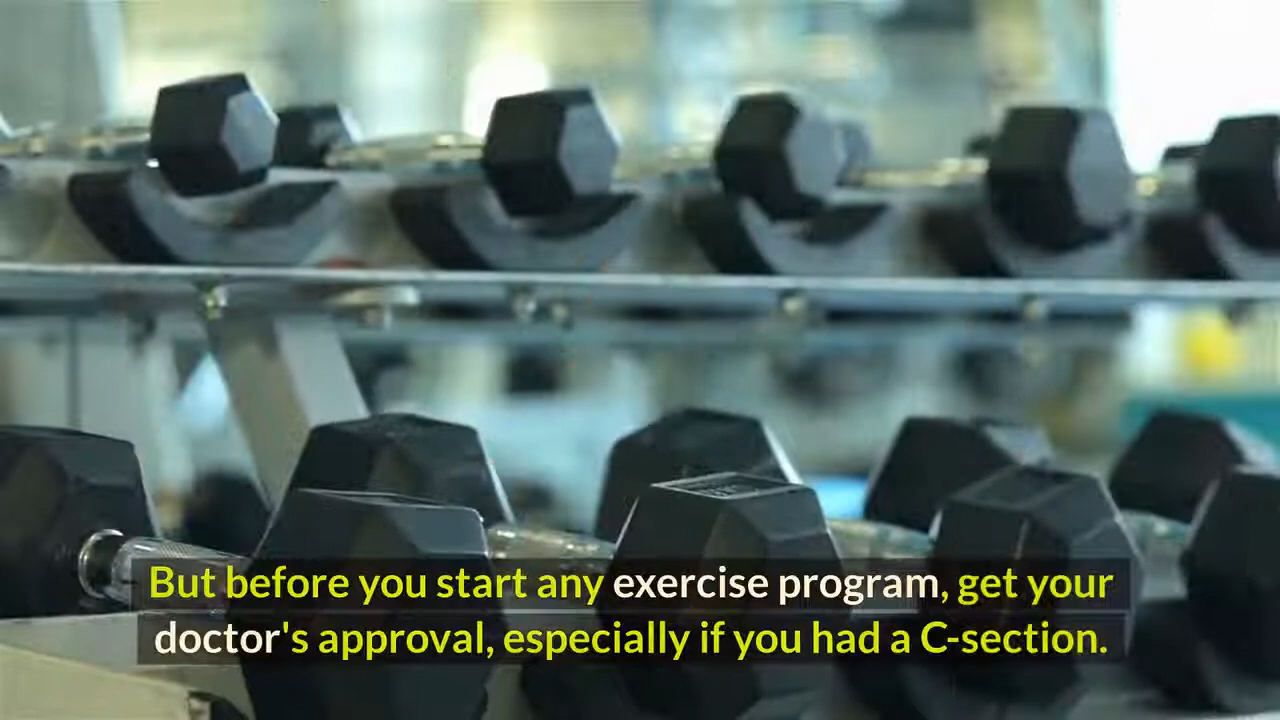 But before you start any exercise program, get your
doctor's approval, especially if you had a C-section.